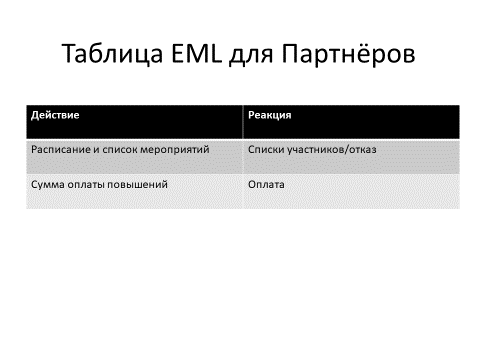 Таблица EML для Партнёров
Действие Реакция
Расписание и список мероприятий Списки участников/отказ
Сумма оплаты повышений Оплата